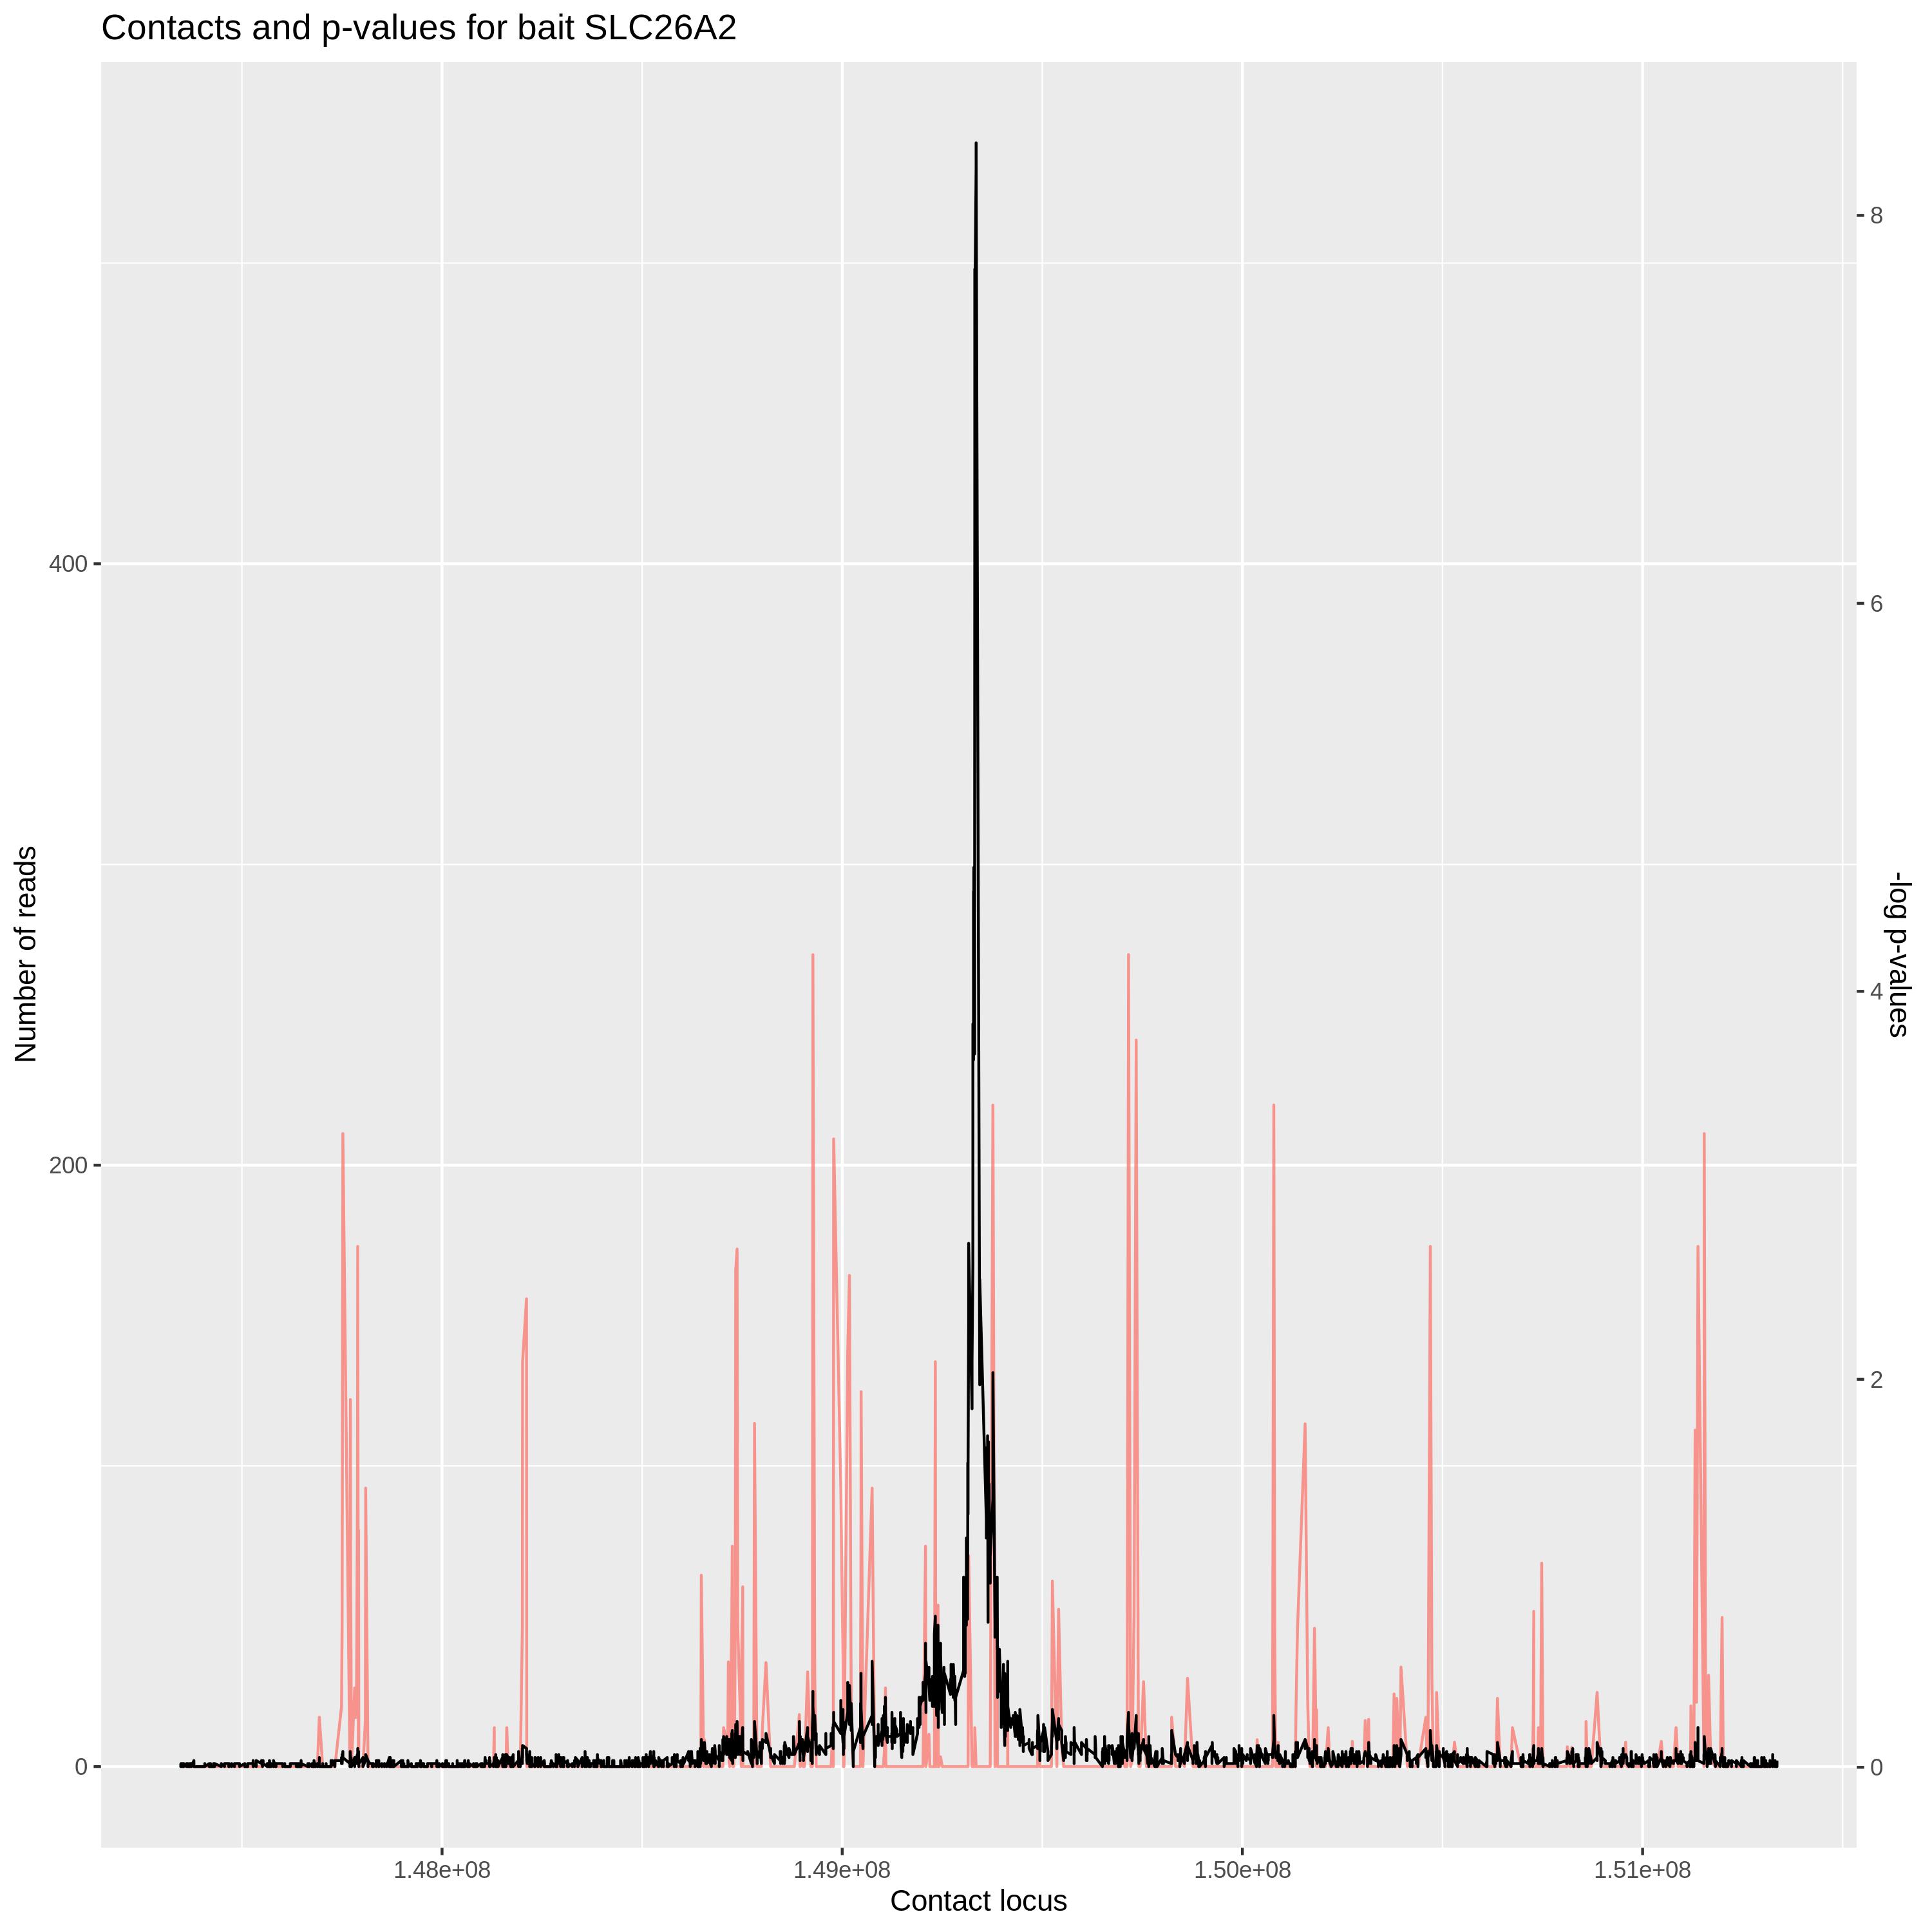 Contacts and p-values for bait SLC26A2
Number of reads
400
200
0
8
6
4
2
0
-log p-values
1.48e+08
1.49e+08
1.50e+08
1.51e+08
Contact locus